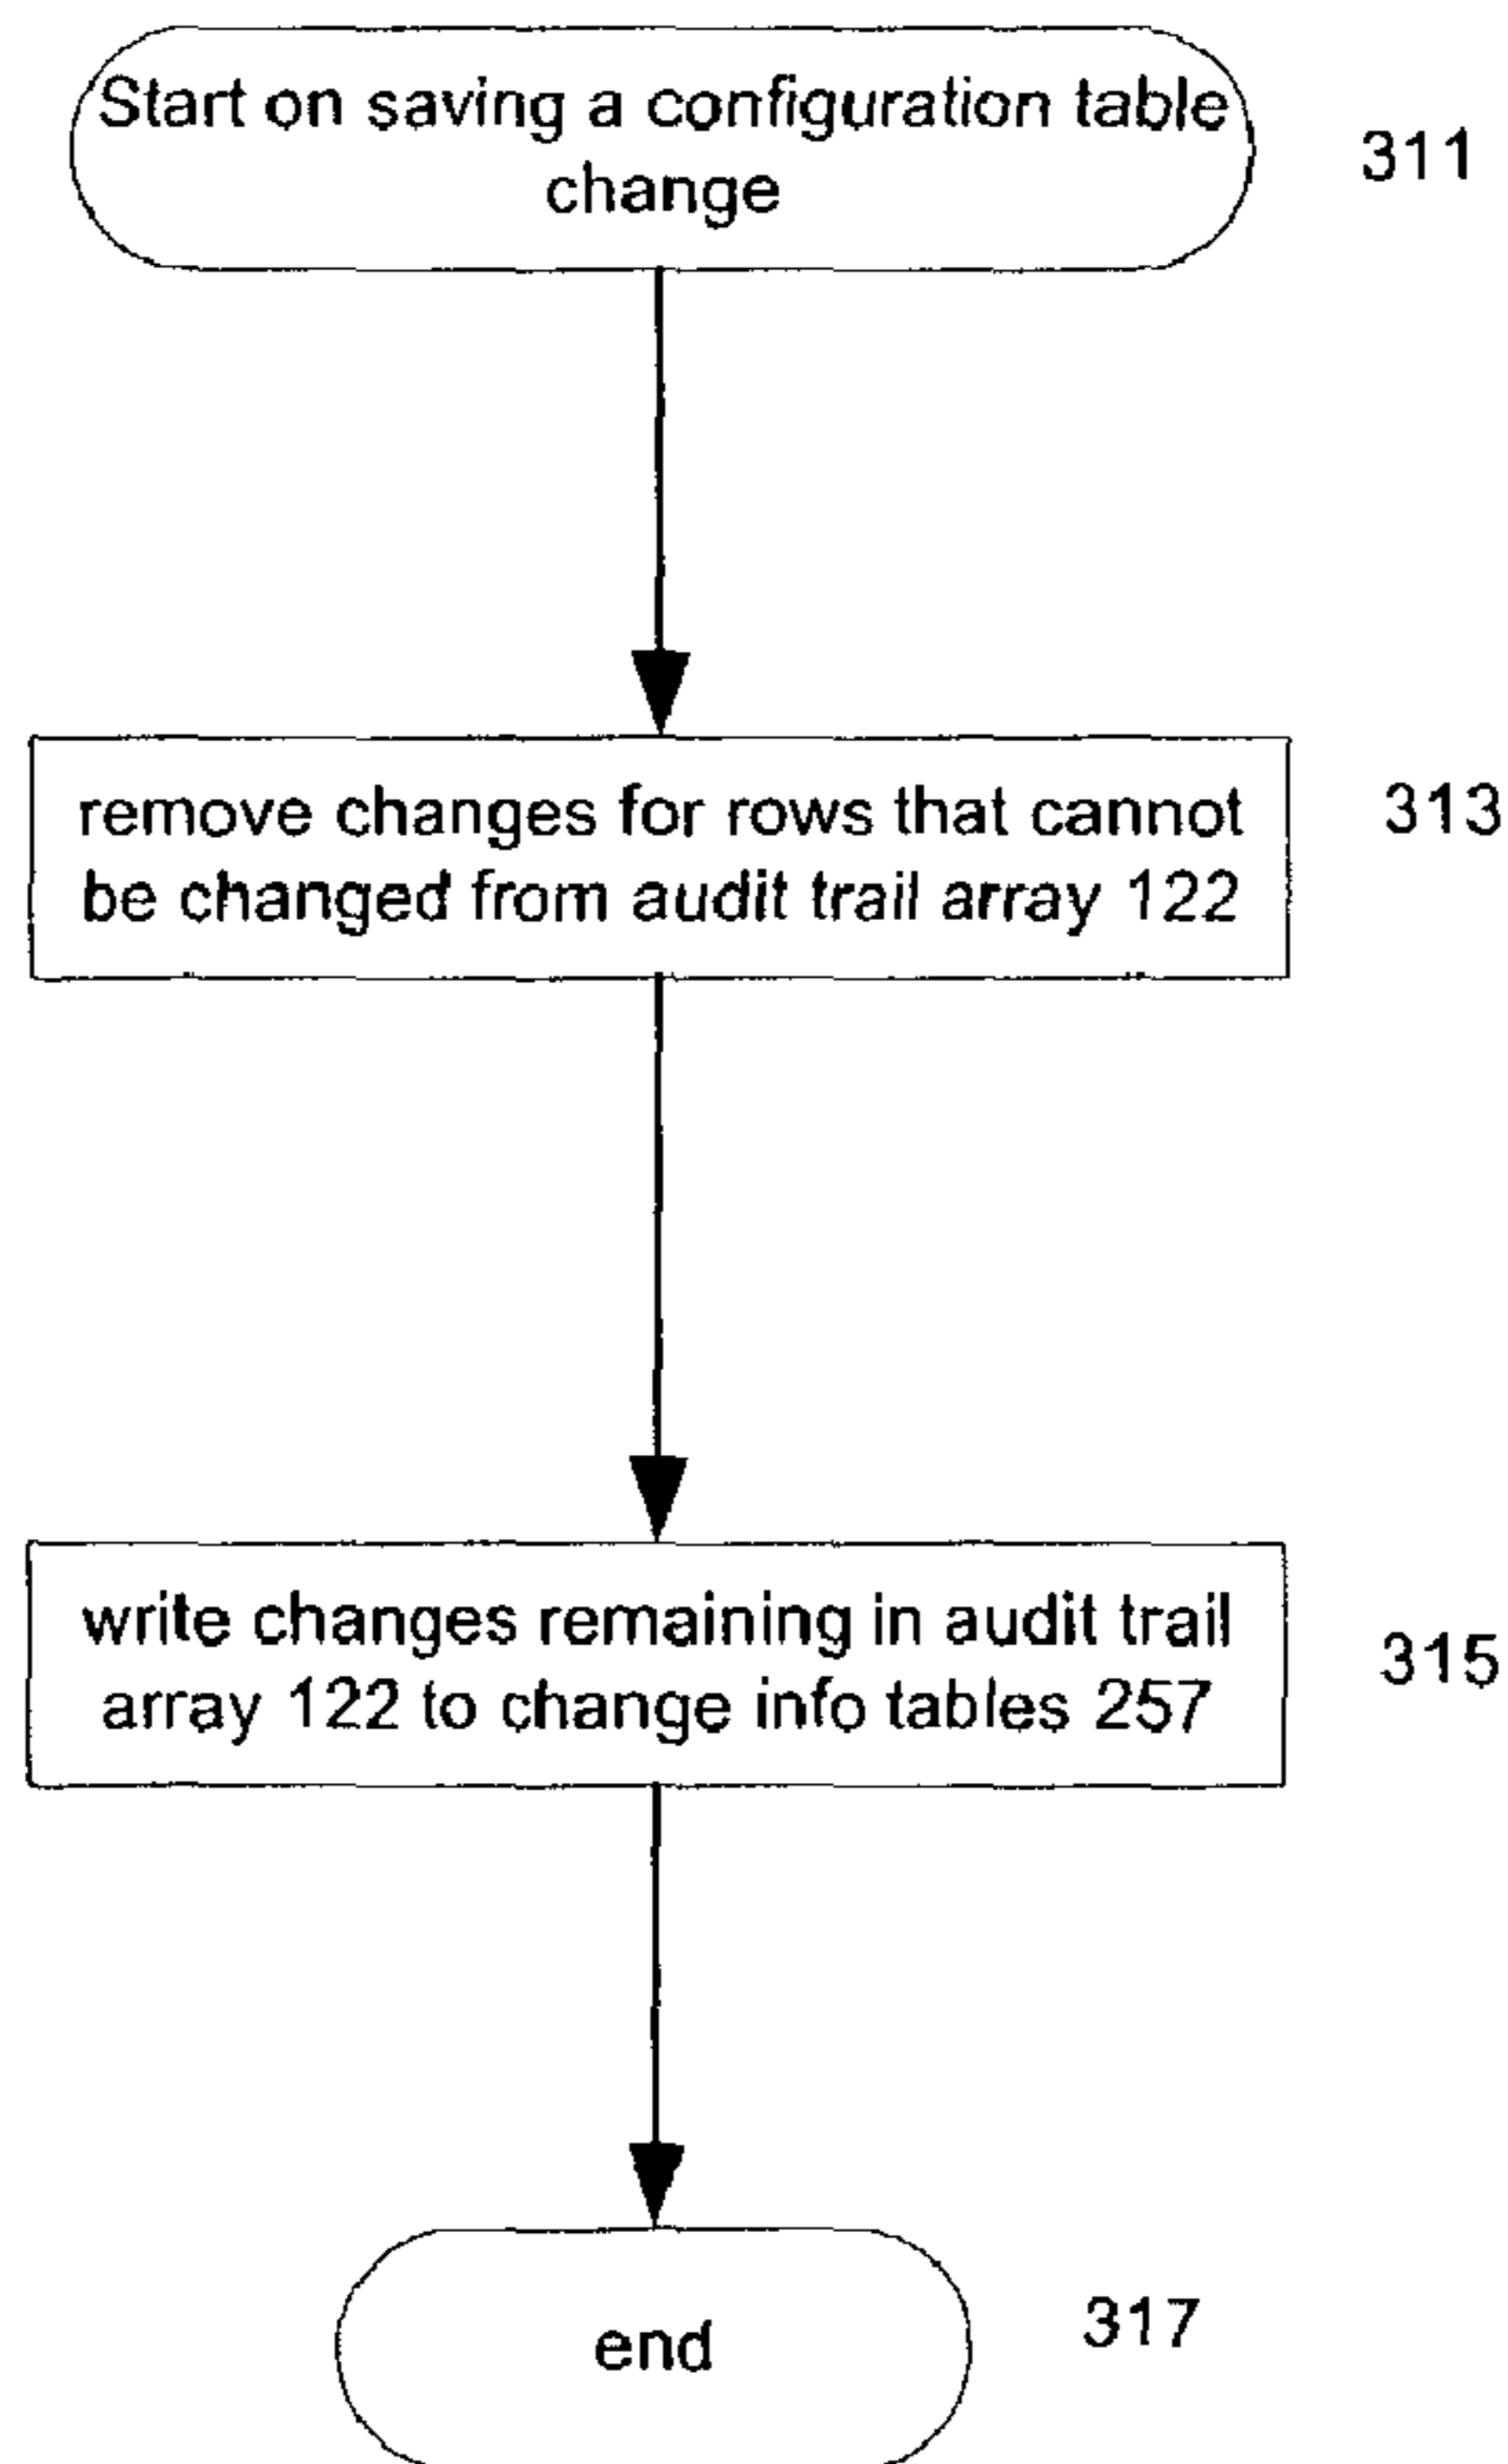 Start on saving a configuration table
change
311
remove changes for rows that cannot
be changed from audit trail array 122
313
write changes remaining in audit trail
array 122 to change info tables 257
315
end
317